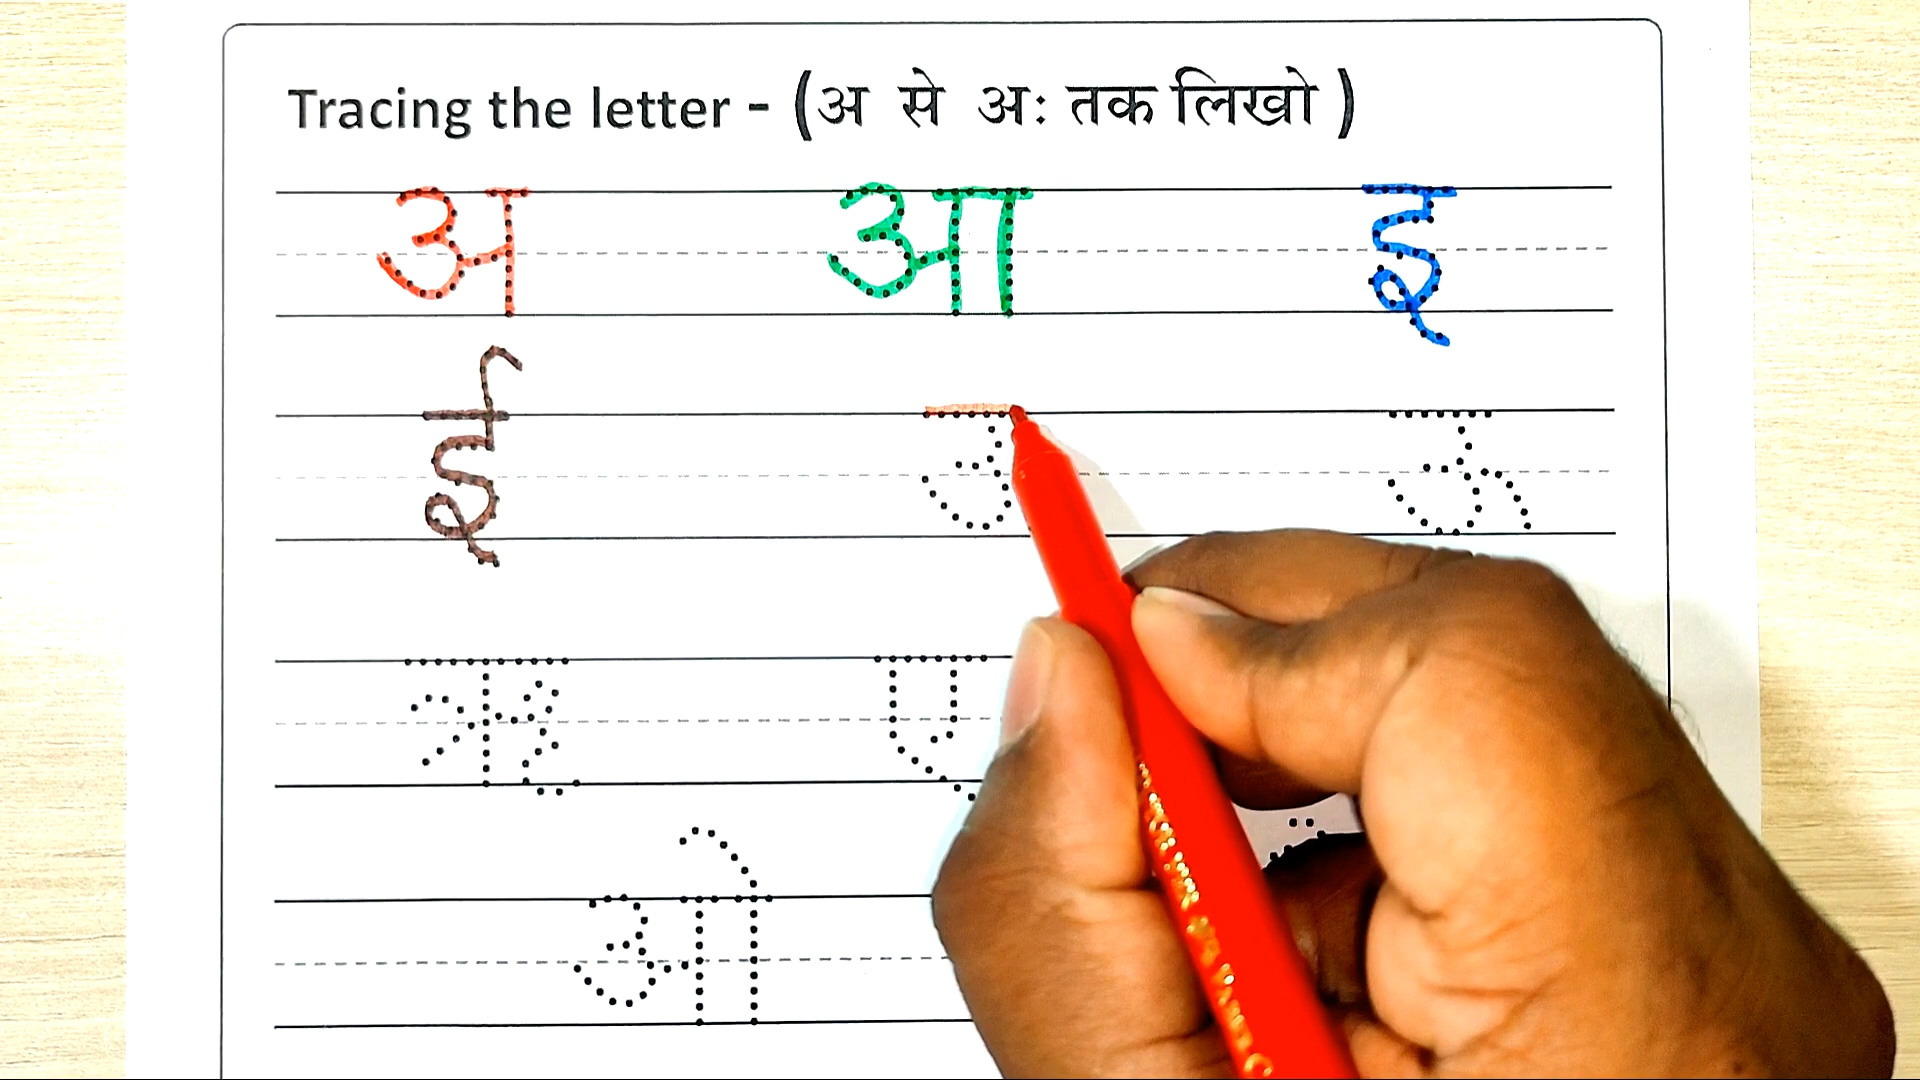 Tracing the letter - (अ से अः तक लिखो )
अ आ इ
ई उ ऊ
ऋ ए
ओ